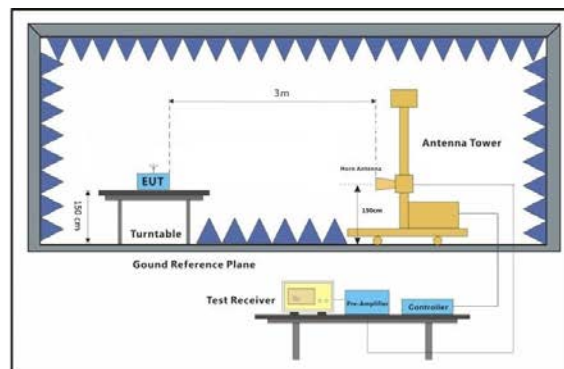 3m
Horn Antenna
Antenna Tower
EUT
150 cm
150cm
Turntable
Gound Reference Plane
Test Receiver
Pre-Amplifier
Controller